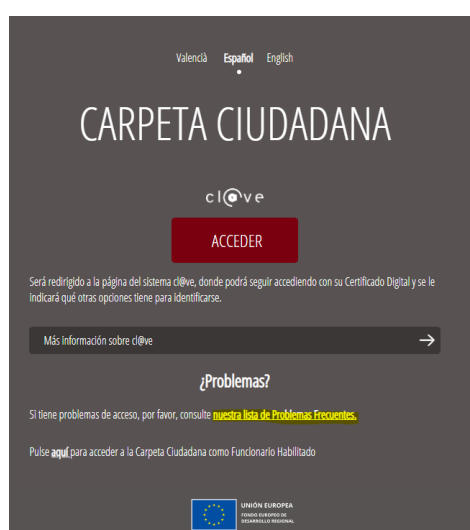 Valencià Español English
CARPETA CIUDADANA
cl@ve
ACCEDER
Será redirigido a la página del sistema cl@ve, donde podrá seguir accediendo con su Certificado Digital y se le
indicará qué otras opciones tiene para identificarse.
Más información sobre cl@ve
¿Problemas?
Si tiene problemas de acceso, por favor, consulte nuestra lista de Problemas Frecuentes.
Pulse aquí para acceder a la Carpeta Ciudadana como Funcionario Habilitado
UNIÓN EUROPEA
FONDO EUROPEO DE
DESARROLLO REGIONAL